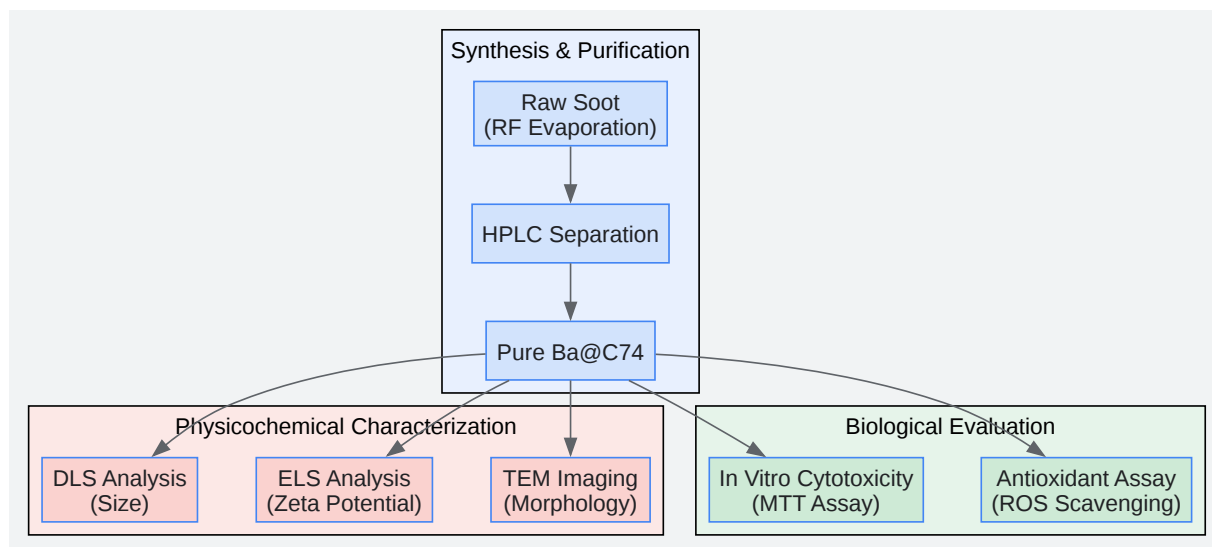 Synthesis & Purification
Raw Soot
(RF Evaporation)
HPLC Separation
Pure Ba@C74
Physicochemical Characterization
DLS Analysis
(Size)
ELS Analysis
(Zeta Potential)
TEM Imaging
(Morphology)
Biological Evaluation
In Vitro Cytotoxicity
(MTT Assay)
Antioxidant Assay
(ROS Scavenging)